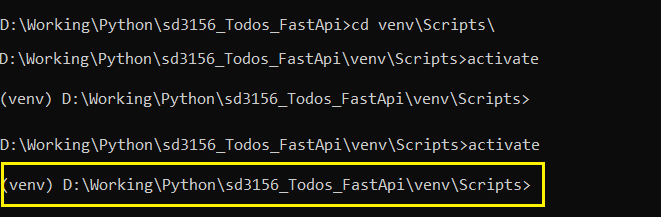 D:\Working\Python\sd3156_Todos_FastApi>cd venv\Scripts\
D:\Working\Python\sd3156_Todos_FastApi\venv\Scripts>activate
(venv) D:\Working\Python\sd3156_Todos_FastApi\venv\Scripts>
D:\Working\Python\sd3156_Todos_FastApi\venv\Scripts>activate
(venv) D:\Working\Python\sd3156_Todos_FastApi\venv\Scripts>